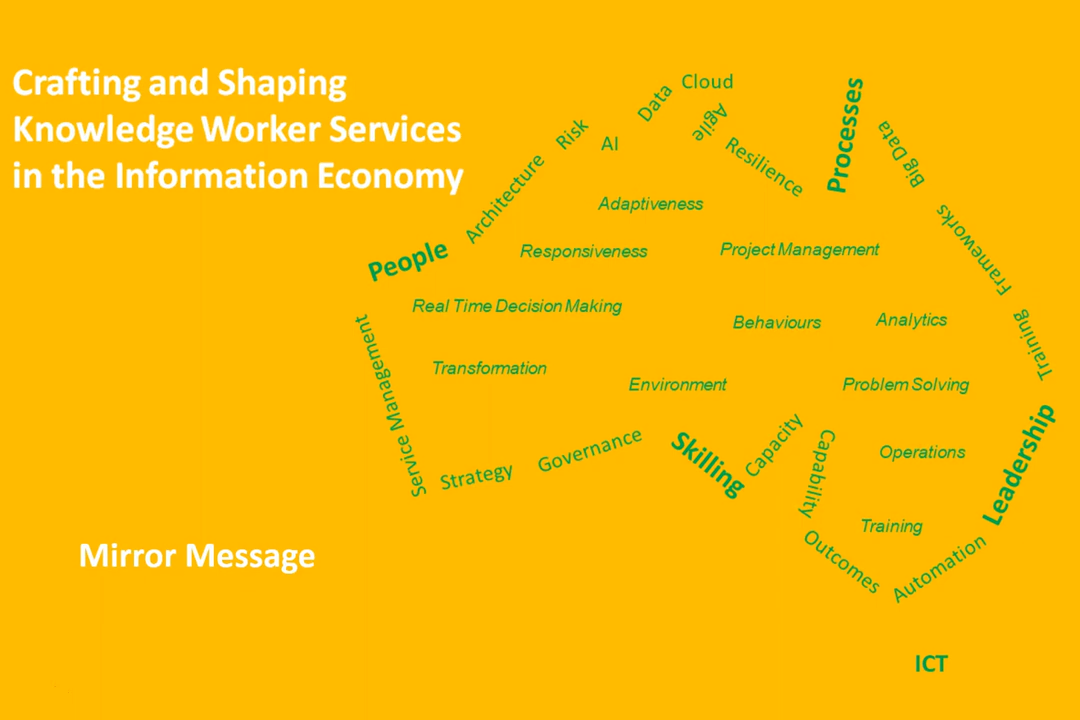 Crafting and Shaping
Knowledge Worker Services
in the Information Economy
Cloud
Data
Agile
Processes
Risk
AI
Resilience
Big Data
Architecture
Adaptiveness
Frameworks
People
Responsiveness
Project Management
Real Time Decision Making
Behaviours
Analytics
Training
Service Management
Transformation
Environment
Problem Solving
Leadership
Strategy
Governance
Skilling
Capacity
Capability
Operations
Training
Outcomes
Automation
Mirror Message
ICT